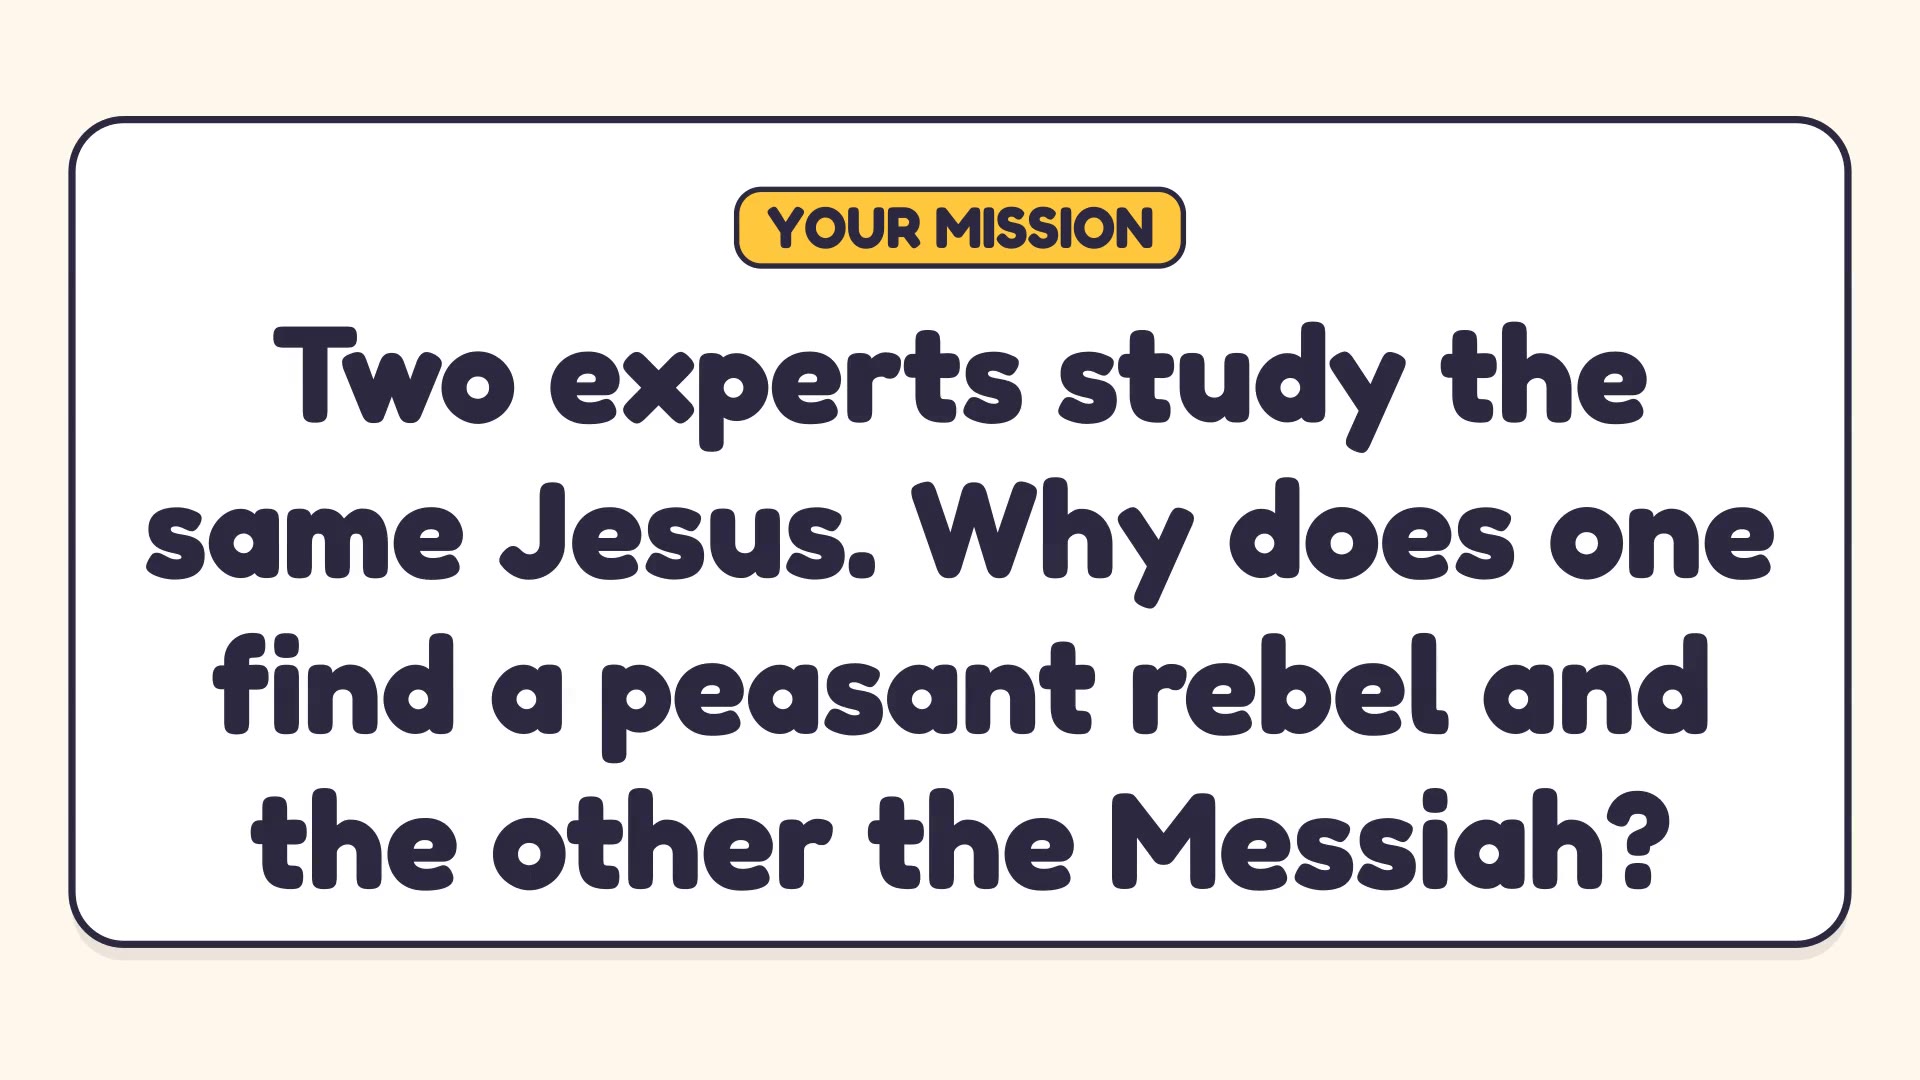 YOUR MISSION
Two experts study the
same Jesus. Why does one
find a peasant rebel and
the other the Messiah?